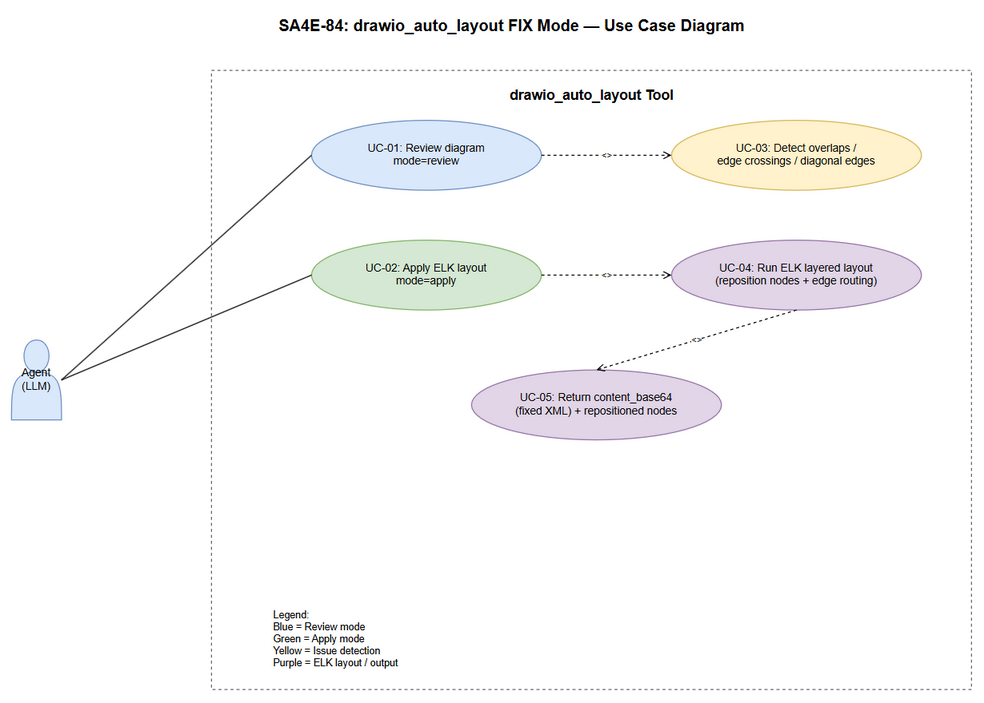 SA4E-84: drawio_auto_layout FIX Mode — Use Case Diagram
drawio_auto_layout Tool
UC-01: Review diagram
mode=review
<>
UC-03: Detect overlaps /
edge crossings / diagonal edges
UC-02: Apply ELK layout
mode=apply
<>
UC-04: Run ELK layered layout
(reposition nodes + edge routing)
<>
Agent
(LLM)
UC-05: Return content_base64
(fixed XML) + repositioned nodes
Legend:
Blue = Review mode
Green = Apply mode
Yellow = Issue detection
Purple = ELK layout / output